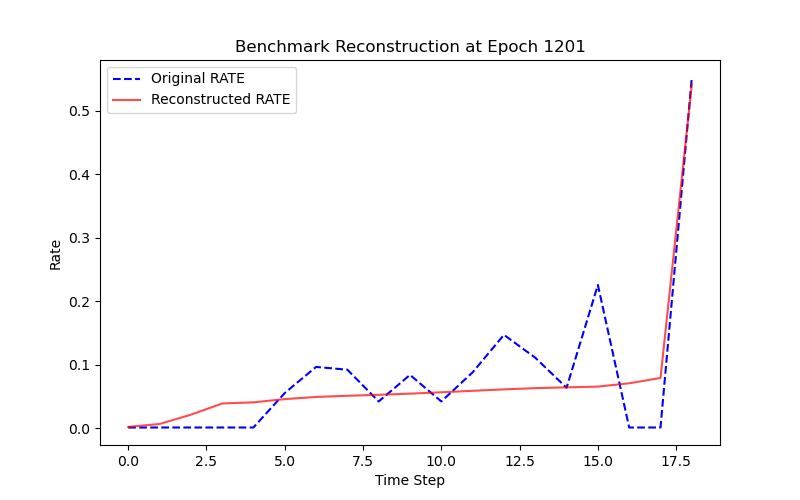 Benchmark Reconstruction at Epoch 1201
Original RATE
Reconstructed RATE
0.5
0.4
0.3
0.2
0.1
0.0
Rate
0.0 2.5 5.0 7.5 10.0 12.5 15.0 17.5
Time Step